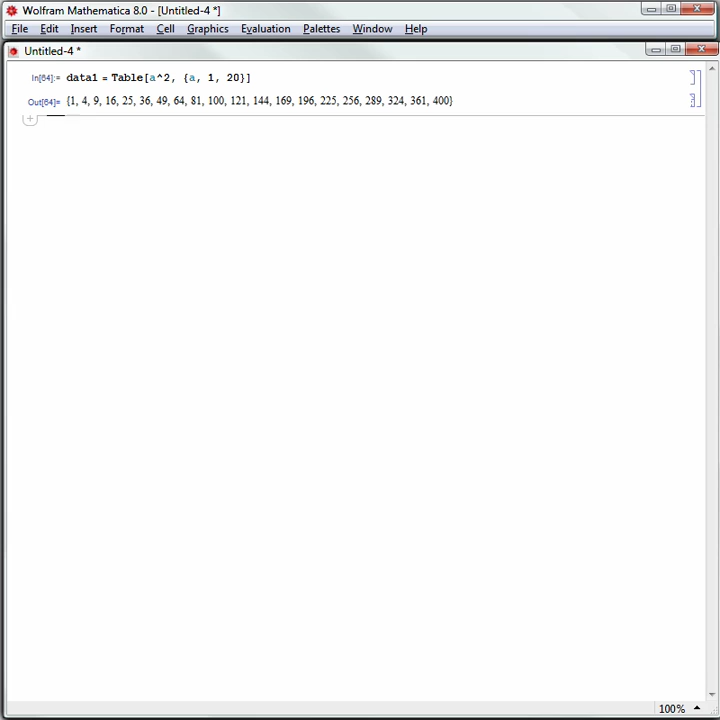 Wolfram Mathematica 8.0 - [Untitled-4 *]
File Edit Insert Format Cell Graphics Evaluation Palettes Window Help
Untitled-4 *
In[64]:= data1 = Table[a^2, {a, 1, 20}]
Out[64]= {1, 4, 9, 16, 25, 36, 49, 64, 81, 100, 121, 144, 169, 196, 225, 256, 289, 324, 361, 400}
100%